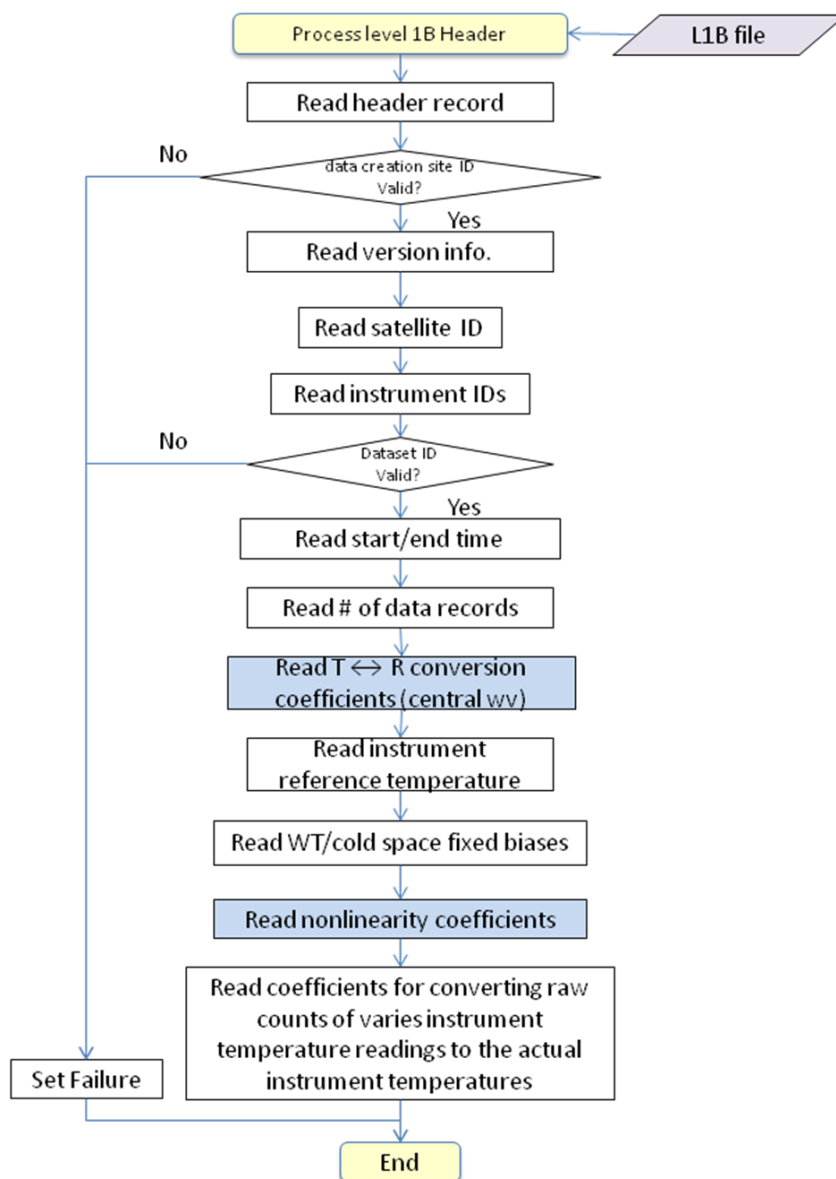 Process level 1B Header
L1B file
Read header record
No
data creation site ID
Valid?
Yes
Read version info.
Read satellite ID
Read instrument IDs
No
Dataset ID
Valid?
Yes
Read start/end time
Read # of data records
Read T ↔ R conversion
coefficients (central wv)
Read instrument
reference temperature
Read WT/cold space fixed biases
Read nonlinearity coefficients
Read coefficients for converting raw
counts of varies instrument
temperature readings to the actual
instrument temperatures
Set Failure
End